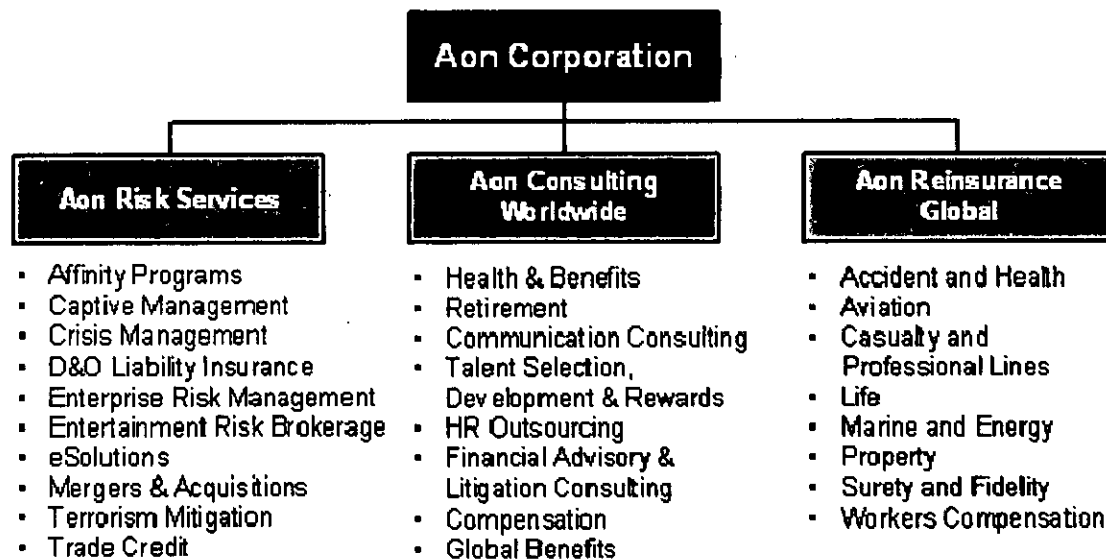 Aon Corporation
Aon Risk Services
▪ Affinity Programs
▪ Captive Management
▪ Crisis Management
▪ D&O Liability Insurance
▪ Enterprise Risk Management
▪ Entertainment Risk Brokerage
▪ eSolutions
▪ Mergers & Acquisitions
▪ Terrorism Mitigation
▪ Trade Credit
Aon Consulting
Worldwide
▪ Health & Benefits
▪ Retirement
▪ Communication Consulting
▪ Talent Selection,
Development & Rewards
▪ HR Outsourcing
▪ Financial Advisory &
Litigation Consulting
▪ Compensation
▪ Global Benefits
Aon Reinsurance
Global
▪ Accident and Health
▪ Aviation
▪ Casualty and
Professional Lines
▪ Life
▪ Marine and Energy
▪ Property
▪ Surety and Fidelity
▪ Workers Compensation